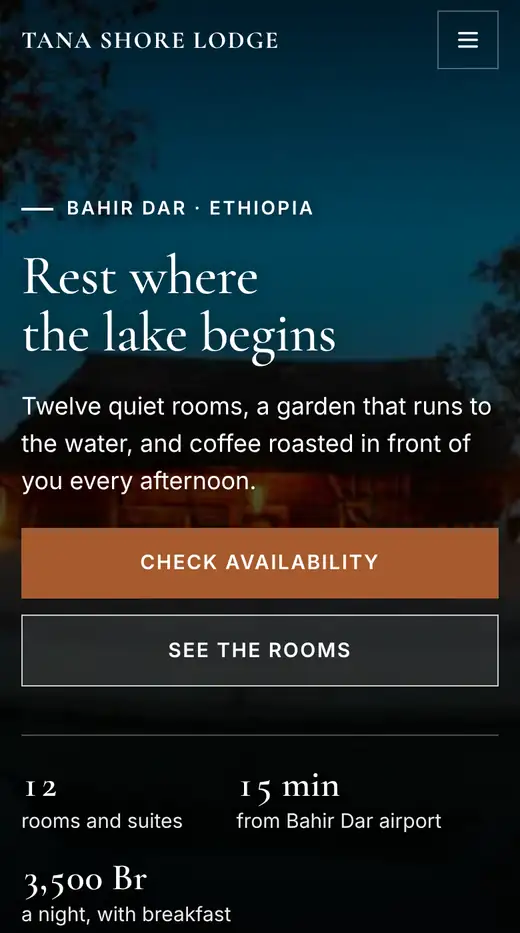 TANA SHORE LODGE
BAHIR DAR · ETHIOPIA
Rest where
the lake begins
Twelve quiet rooms, a garden that runs to
the water, and coffee roasted in front of
you every afternoon.
CHECK AVAILABILITY
SEE THE ROOMS
12
rooms and suites
15 min
from Bahir Dar airport
3,500 Br
a night, with breakfast